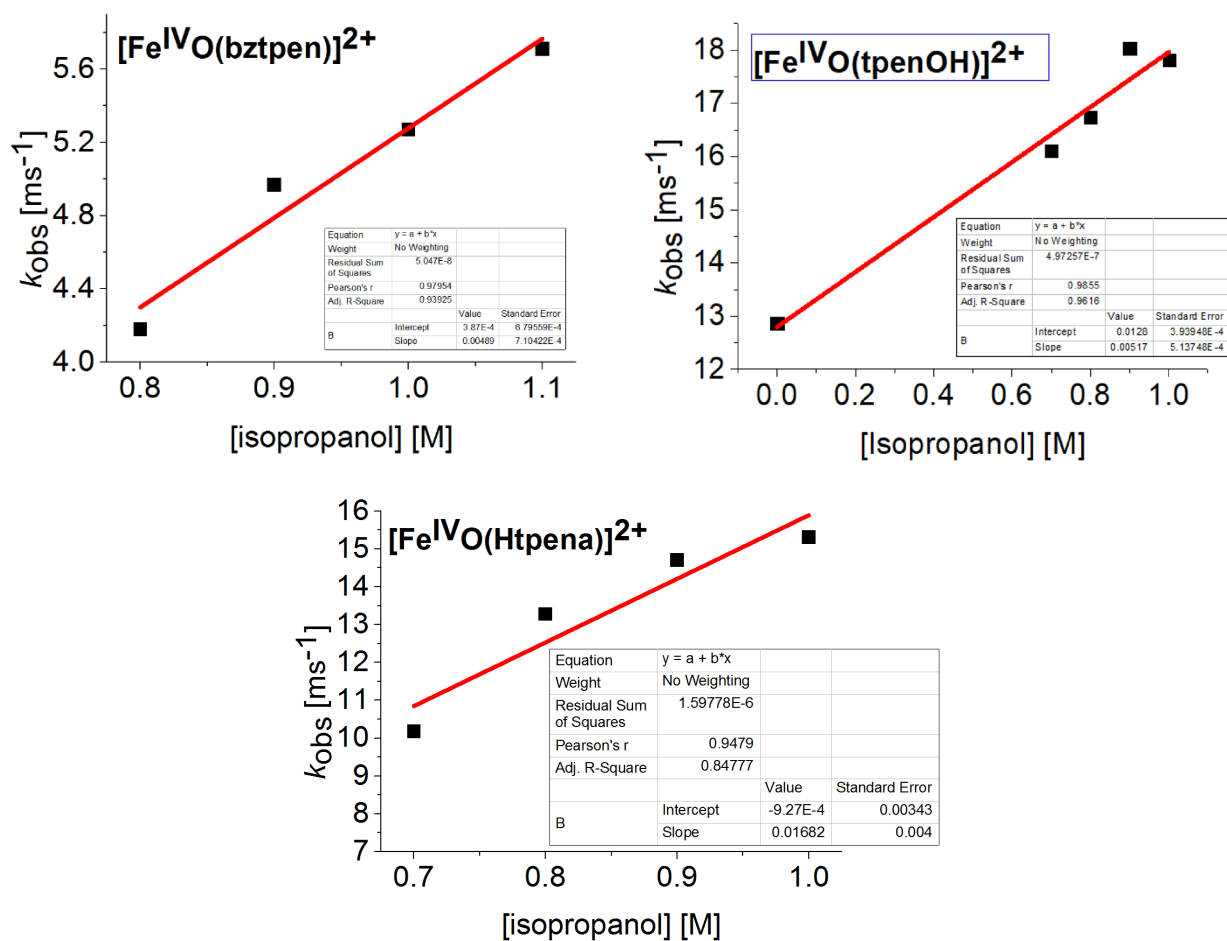 [FeIVO(bztpen)]2+
kobs [ms-1]
5.6
5.2
4.8
4.4
4.0
0.8 0.9 1.0 1.1
[isopropanol] [M]
Equation y = a + b*x
Weight No Weighting
Residual Sum of Squares 5.047E-8
Pearson's r 0.97954
Adj. R-Square 0.93925
Value Standard Error
B Intercept 3.87E-4 6.79559E-4
Slope 0.00489 7.10422E-4
[FeIVO(tpenOH)]2+
kobs [ms-1]
18
17
16
15
14
13
12
0.0 0.2 0.4 0.6 0.8 1.0
[Isopropanol] [M]
Equation y = a + b*x
Weight No Weighting
Residual Sum of Squares 4.97257E-7
Pearson's r 0.9855
Adj. R-Square 0.9616
Value Standard Error
B Intercept 0.0128 3.93948E-4
Slope 0.00517 5.13748E-4
[FeIVO(Htpena)]2+
kobs [ms-1]
16
15
14
13
12
11
10
9
8
7
0.7 0.8 0.9 1.0
[isopropanol] [M]
Equation y = a + b*x
Weight No Weighting
Residual Sum
of Squares 1.59778E-6
Pearson's r 0.9479
Adj. R-Square 0.84777
Value Standard Error
B Intercept -9.27E-4 0.00343
Slope 0.01682 0.004